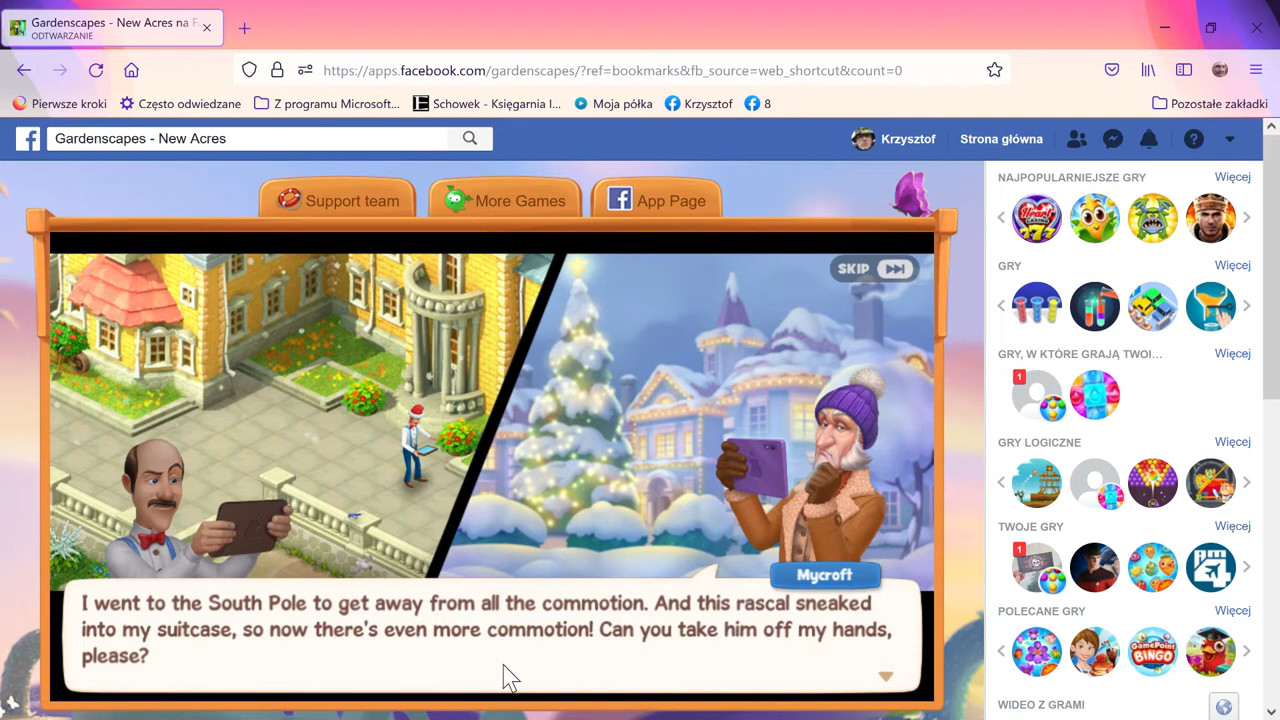 Gardenscapes - New Acres na F
ODTWARZANIE
https://apps.facebook.com/gardenscapes/?ref=bookmarks&fb_source=web_shortcut&count=0
Pierwsze kroki
Często odwiedzane
Z programu Microsoft...
Schowek - Księgarnia I...
Moja półka
Krzysztof
8
Pozostałe zakładki
Gardenscapes - New Acres
Krzysztof
Strona główna
Support team
More Games
App Page
SKIP
Mycroft
I went to the South Pole to get away from all the commotion. And this rascal sneaked
into my suitcase, so now there's even more commotion! Can you take him off my hands,
please?
NAJPOPULARNIEJSZE GRY
Więcej
GRY
Więcej
GRY, W KTÓRE GRAJĄ TWOI...
Więcej
1
GRY LOGICZNE
Więcej
TWOJE GRY
Więcej
1
POLECANE GRY
Więcej
GamePoint
BINGO
WIDEO Z GRAMI